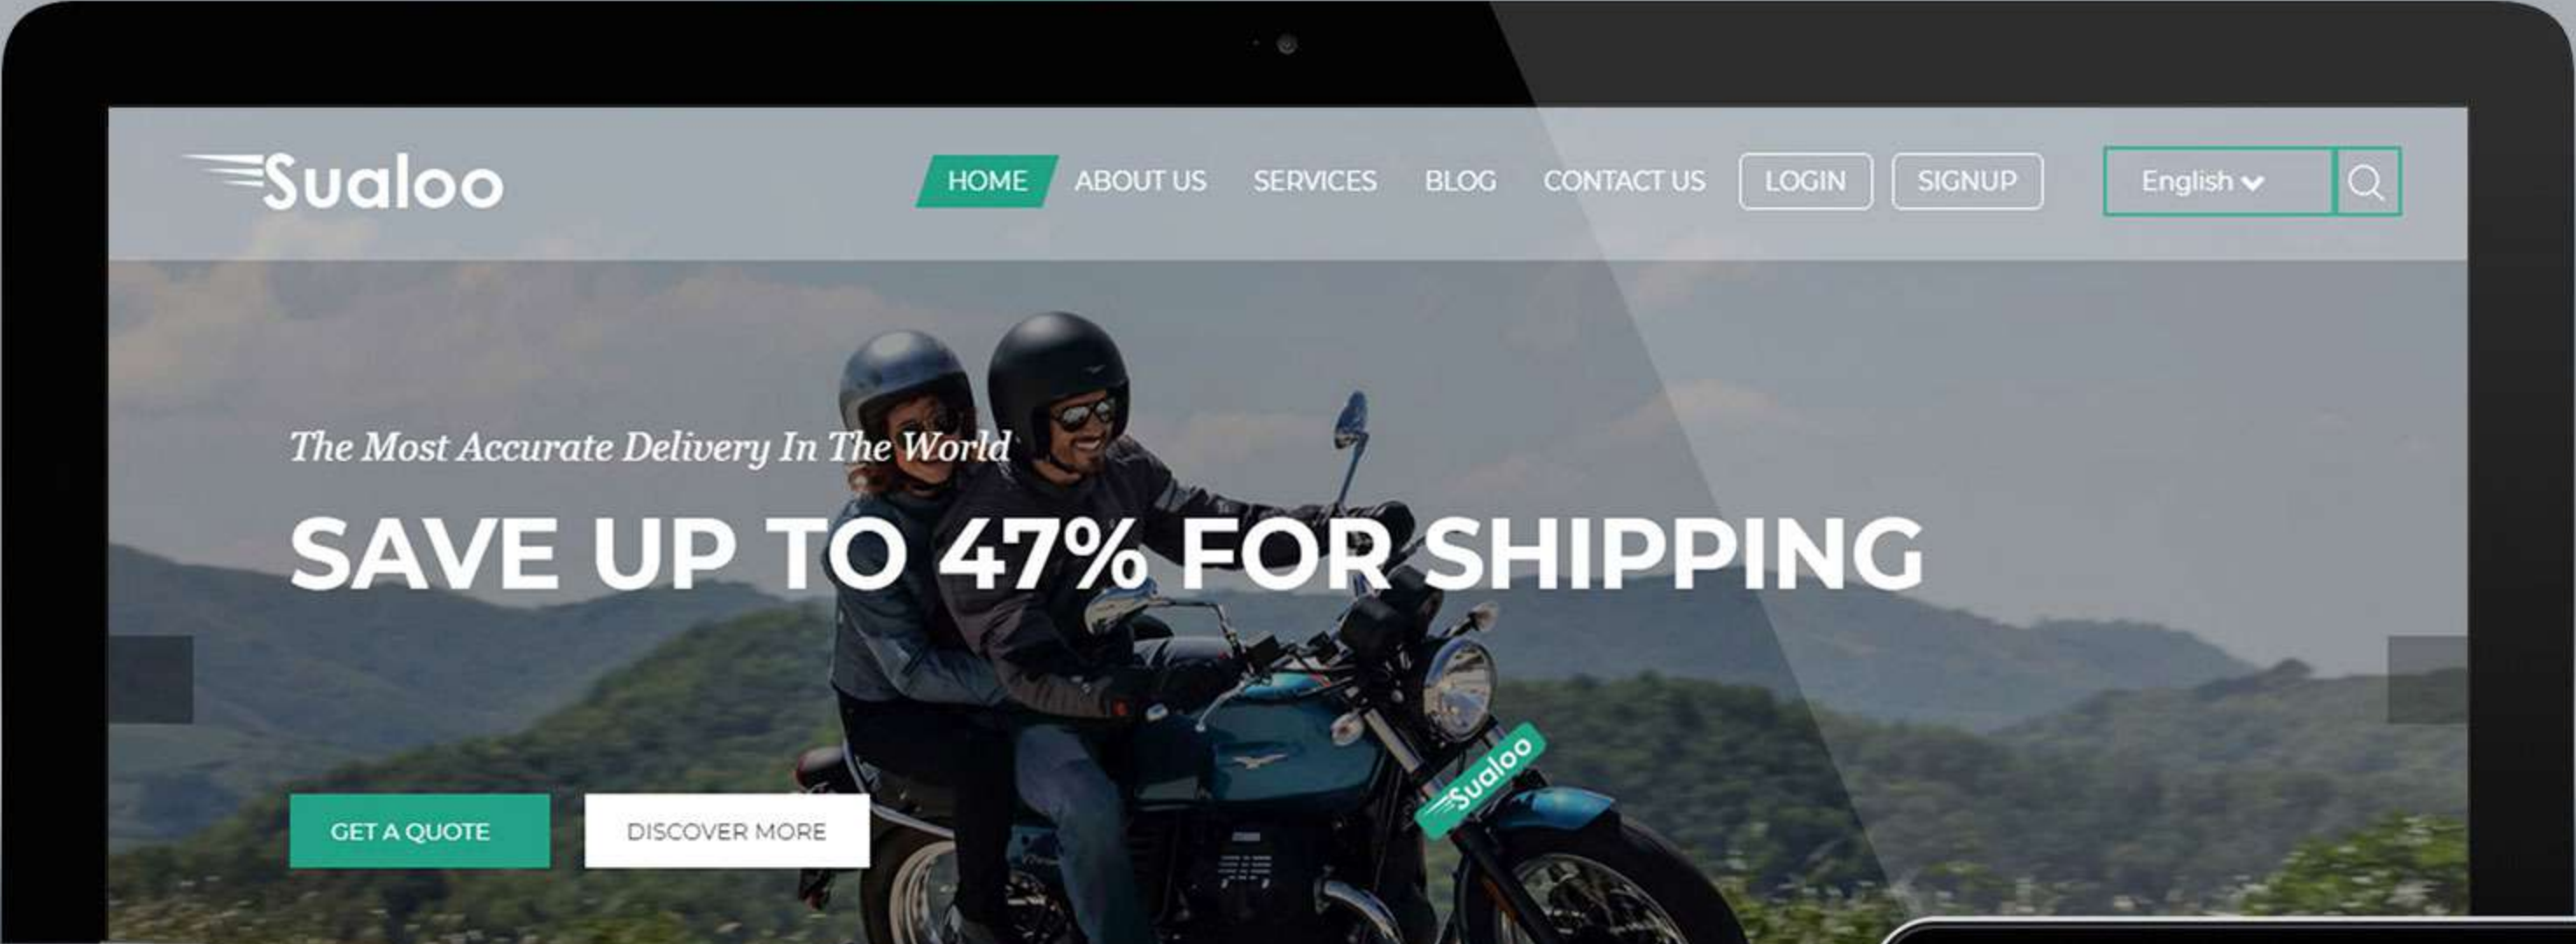 Sualoo
HOME ABOUT US SERVICES BLOG CONTACT US LOGIN SIGNUP English
The Most Accurate Delivery In The World
SAVE UP TO 47% FOR SHIPPING
Sualoo
GET A QUOTE DISCOVER MORE